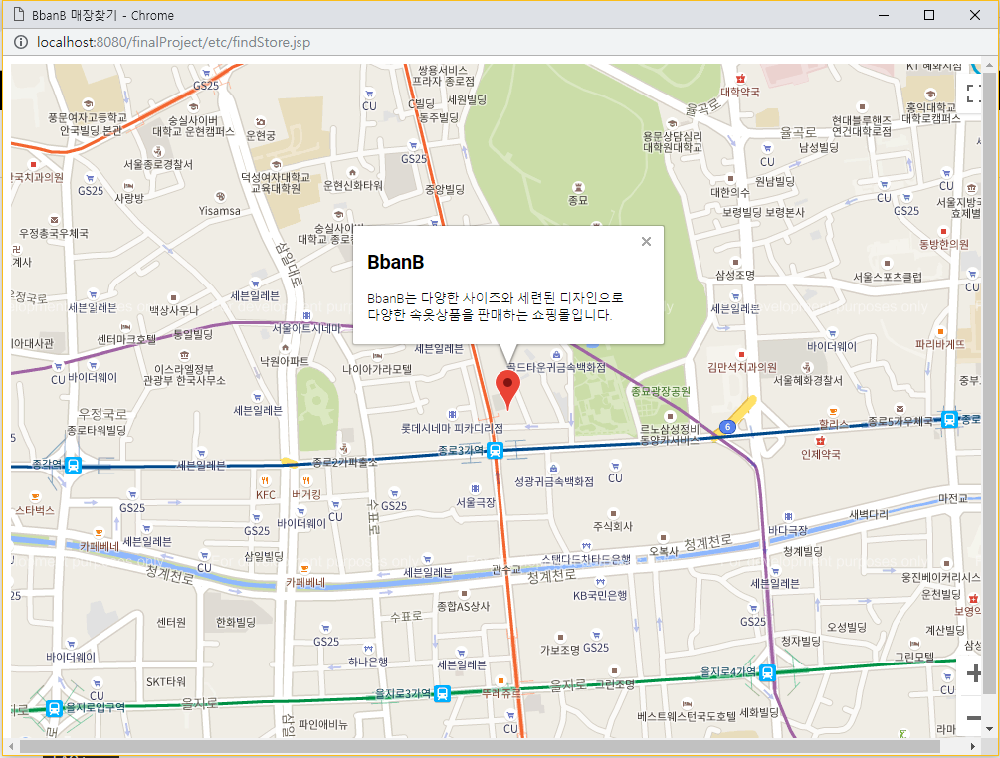 BbanB 매장찾기 - Chrome
localhost:8080/finalProject/etc/findStore.jsp
쌍용서비스
프라자 종로점
GS25
CU
C빌딩
세원빌딩
동주빌딩
대학약국
KT 혜화지점
풍문여자고등학교
안국빌딩 본관
숭실사이버
대학교 운현캠퍼스
운현궁
율곡로
용문상담심리
대학원대학교
현대블루핸즈
연건대학로점
율곡로
남성빌딩
홍익디지털
대학로캠퍼스
서울종로경찰서
GS25
CU
한국치과의원
GS25
사랑방
덕성여자대학교
교육대학원
운현신화타워
중앙빌딩
종묘
대한의수
원남빌딩
CU
GS25
CU
Yisamsa
보령빌딩 보령본사
서울지방
효제별
우정총국우체국
숭실사이버
대학교 종로
삼일대로
동방한의원
계사
BbanB
BbanB는 다양한 사이즈와 세련된 디자인으로
다양한 속옷상품을 판매하는 쇼핑몰입니다.
삼성조명
서울스포츠클럽
CU
우정국로
세븐일레븐
세븐일레븐
백상사우나
세븐일레븐
서울아트시네마
센터마크호텔
통일빌딩
아대사관
세븐일레븐
바이더웨이
파리바게뜨
이스라엘정부
관광부 한국사무소
낙원아파트
나이아가라모텔
골드타운귀금속백화점
김만석치과의원
서울혜화경찰서
CU
바이더웨이
종묘광장공원
우정국로
종로타워빌딩
세븐일레븐
롯데시네마 피카디리점
르노삼성정비
동양카서비스
6
할리스
종로5가우체국
종로
인제약국
종각역
세븐일레븐
종로2가파출소
종로3가역
성광귀금속백화점
CU
KFC
버거킹
스타벅스
GS25
CU
GS25
서울극장
수표로
마전교
카페베네
세븐일레븐
GS25
바이더웨이
주식회사
새벽다리
바다극장
삼일빌딩
오복사
청계천로
청계빌딩
CU
청계천로
카페베네
세븐일레븐
관수교
스탠다드차타드은행
청계천로
세븐일레븐
웅진베이커리시스
운천빌딩
KB국민은행
종합AS상사
센터원
한화빌딩
수표로
GS25
오성빌딩
보영약
바이더웨이
GS25
하나은행
세븐일레븐
가보조명
GS25
청자빌딩
계산빌딩
그린모텔
SKT타워
CU
을지로3가역
뚜레쥬르
을지로
그린조명
을지로4가역
CU
을지로입구역
을지로
파인애비뉴
삼일
CU
베스트웨스턴국도호텔
세화빌딩
라마